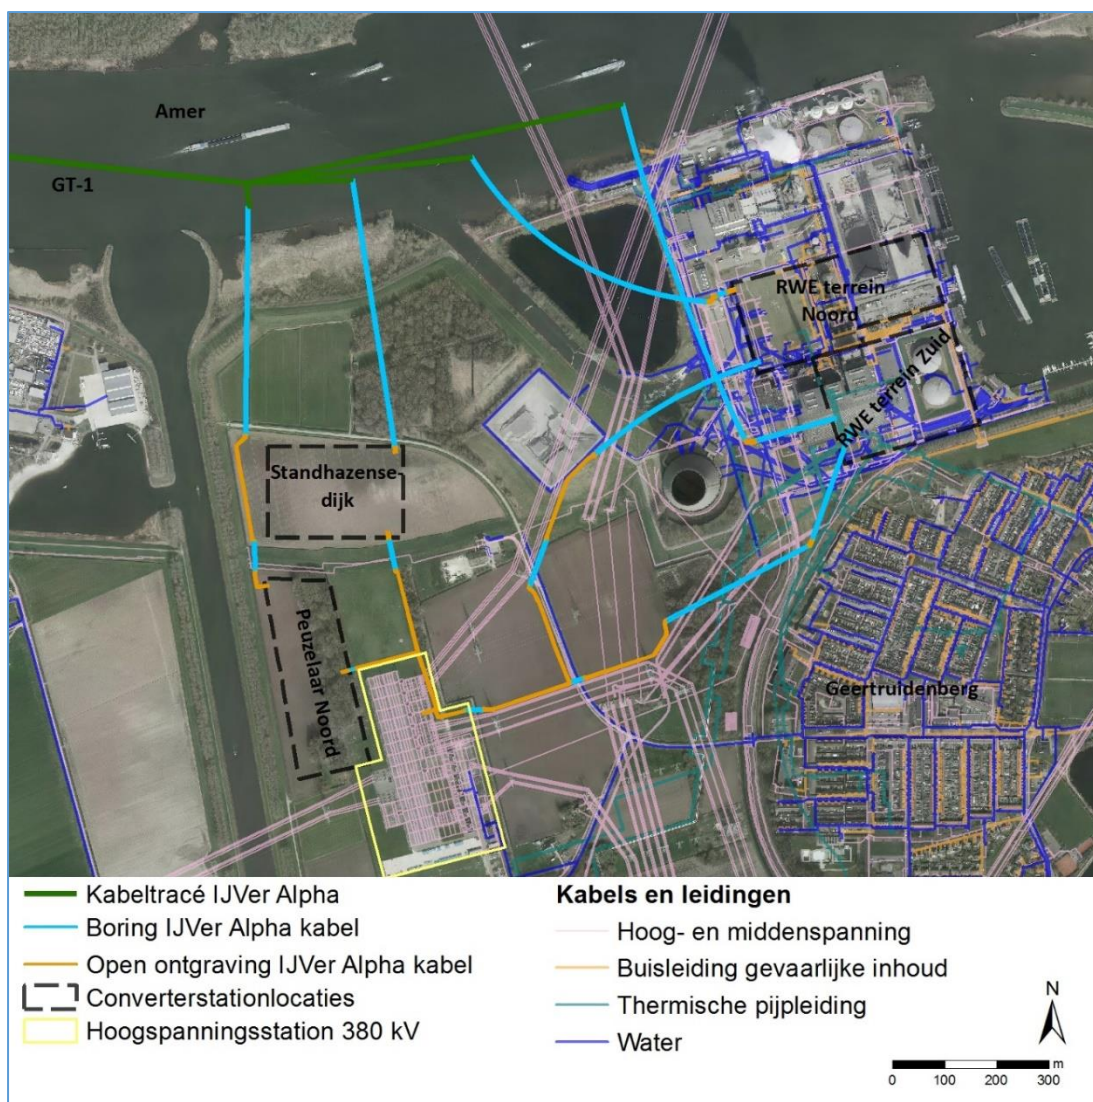 Amer
GT-1
RWE terrein
Noord
RWE terrein Zuid
Standhazense-
dijk
Peuzelaar Noord
Geertruidenberg
Kabeltracé IJVer Alpha
Boring IJVer Alpha kabel
Open ontgraving IJVer Alpha kabel
Converterstationlocaties
Hoogspanningsstation 380 kV
Kabels en leidingen
Hoog- en middenspanning
Buisleiding gevaarlijke inhoud
Thermische pijpleiding
Water
N
m
0 100 200 300